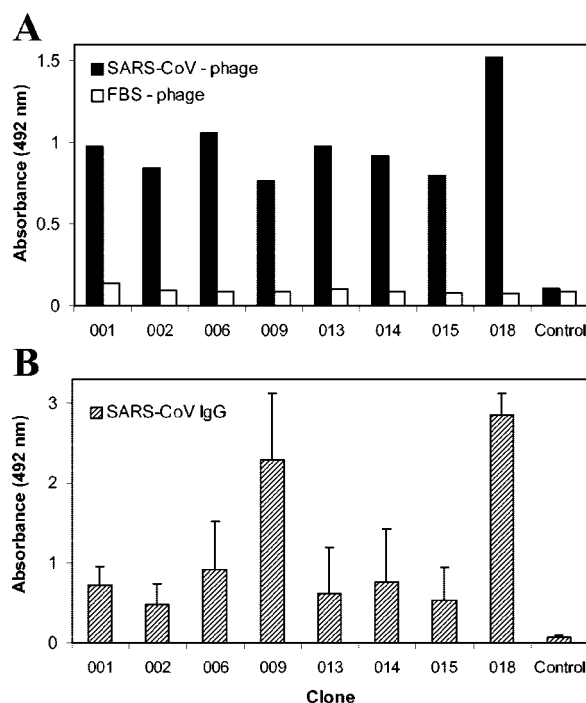 A
SARS-CoV - phage
FBS - phage
Absorbance (492 nm)
1.5
1
0.5
0
001 002 006 009 013 014 015 018 Control
B
SARS-CoV IgG
Absorbance (492 nm)
3
2
1
0
001 002 006 009 013 014 015 018 Control
Clone